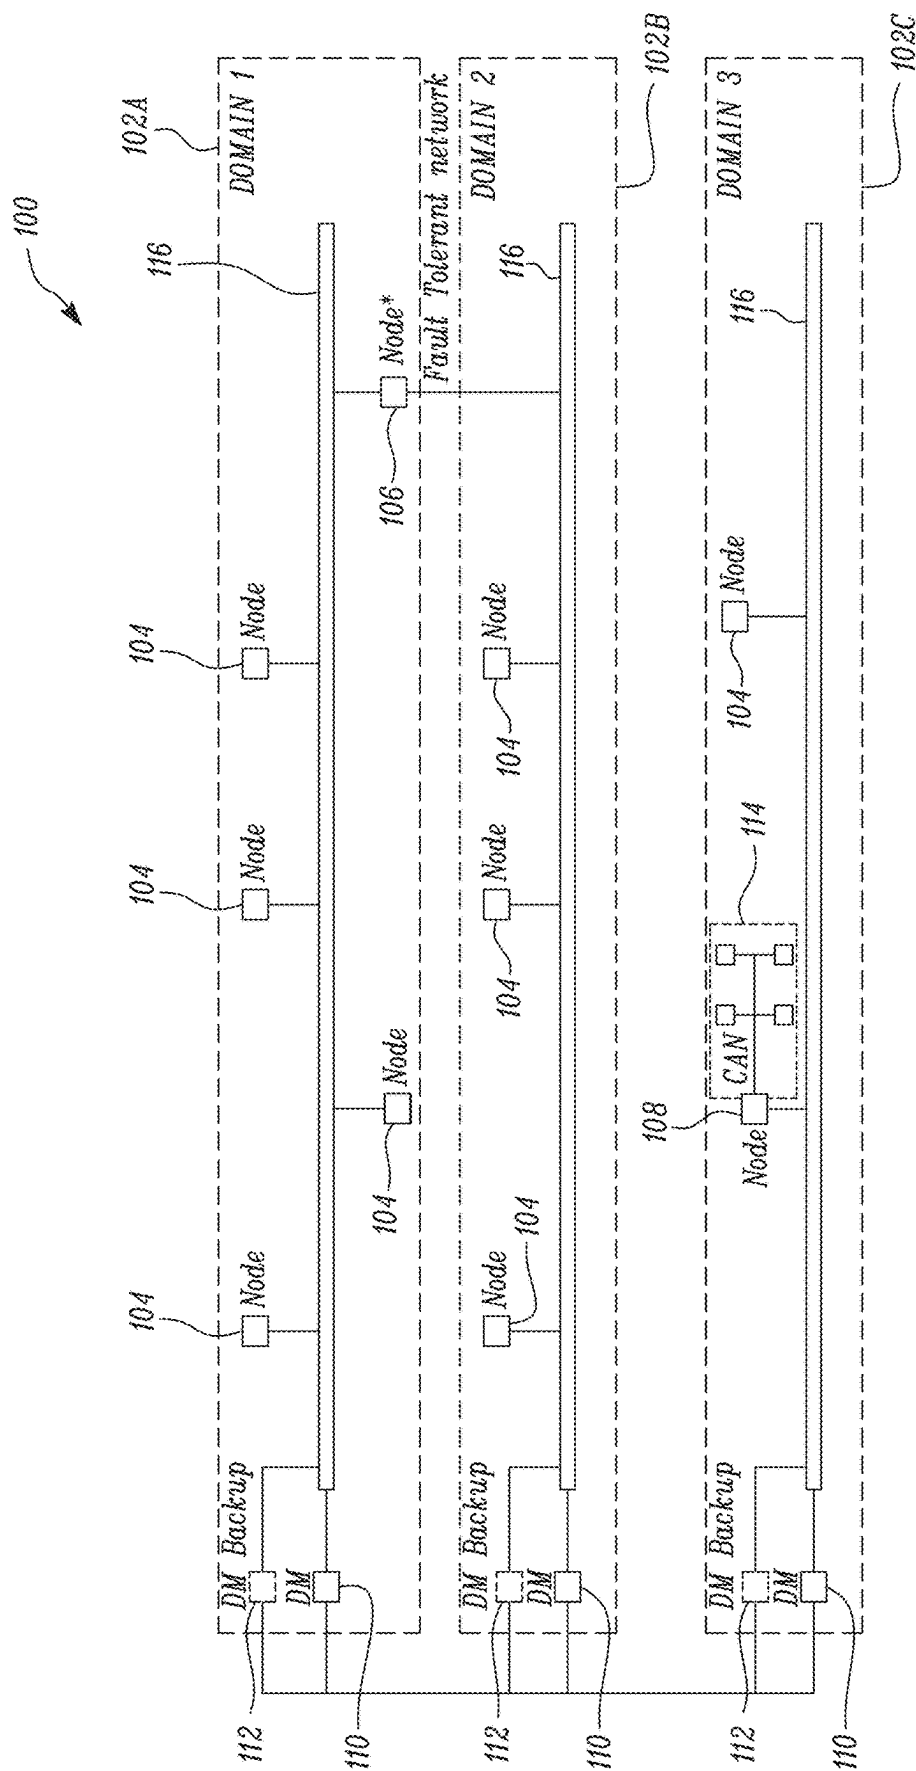 100
102A
DOMAIN 1
116
104
Node
104
Node
104
Node
Node
104
Node*
106
DM Backup
DM
112
110
Fault Tolerant network
102B
DOMAIN 2
116
Node
104
Node
104
Node
104
DM Backup
DM
112
110
102C
DOMAIN 3
116
Node
104
114
CAN
108
Node
DM Backup
DM
112
110